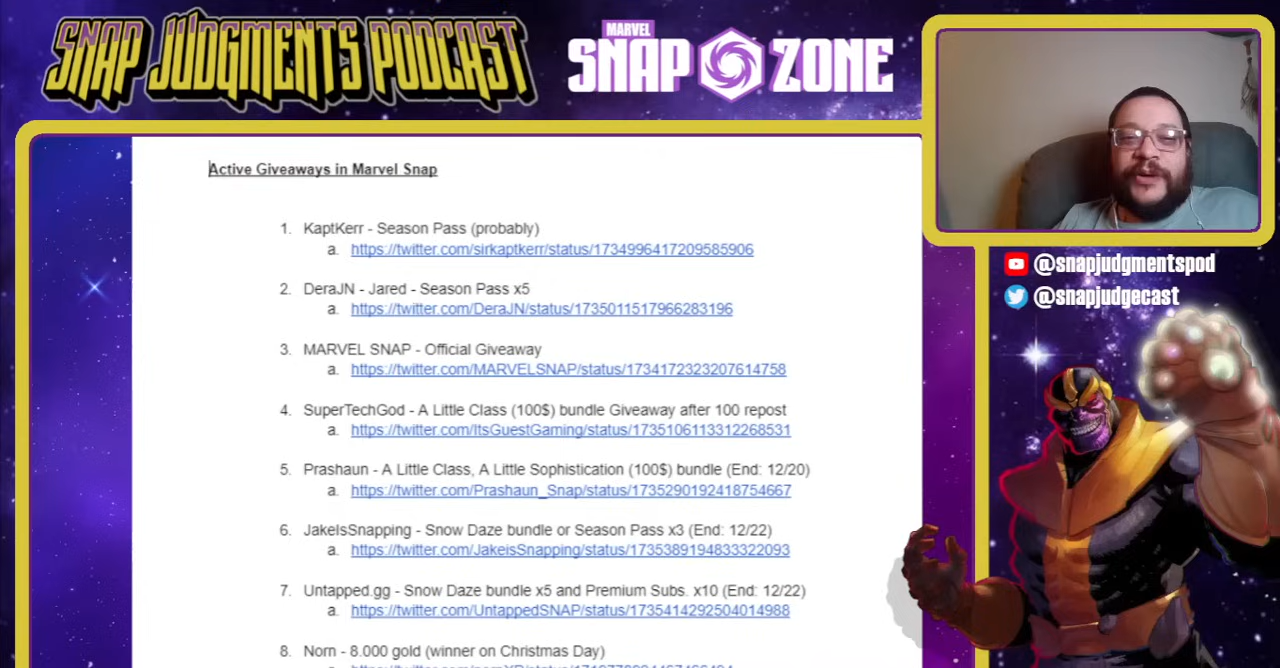 SNAP JUDGMENTS PODCAST
MARVEL
SNAP ZONE
Active Giveaways in Marvel Snap
1. KaptKerr - Season Pass (probably)
a. https://twitter.com/sirkaptkerr/status/1734996417209585906
2. DeraJN - Jared - Season Pass x5
a. https://twitter.com/DeraJN/status/1735011517966283196
3. MARVEL SNAP - Official Giveaway
a. https://twitter.com/MARVELSNAP/status/1734172323207614758
4. SuperTechGod - A Little Class (100$) bundle Giveaway after 100 repost
a. https://twitter.com/ItsGuestGaming/status/1735106113312268531
5. Prashaun - A Little Class, A Little Sophistication (100$) bundle (End: 12/20)
a. https://twitter.com/Prashaun_Snap/status/1735290192418754667
6. JakeIsSnapping - Snow Daze bundle or Season Pass x3 (End: 12/22)
a. https://twitter.com/JakeisSnapping/status/1735389194833322093
7. Untapped.gg - Snow Daze bundle x5 and Premium Subs. x10 (End: 12/22)
a. https://twitter.com/UntappedSNAP/status/1735414292504014988
8. Norn - 8.000 gold (winner on Christmas Day)
@snapjudgmentspod
@snapjudgecast